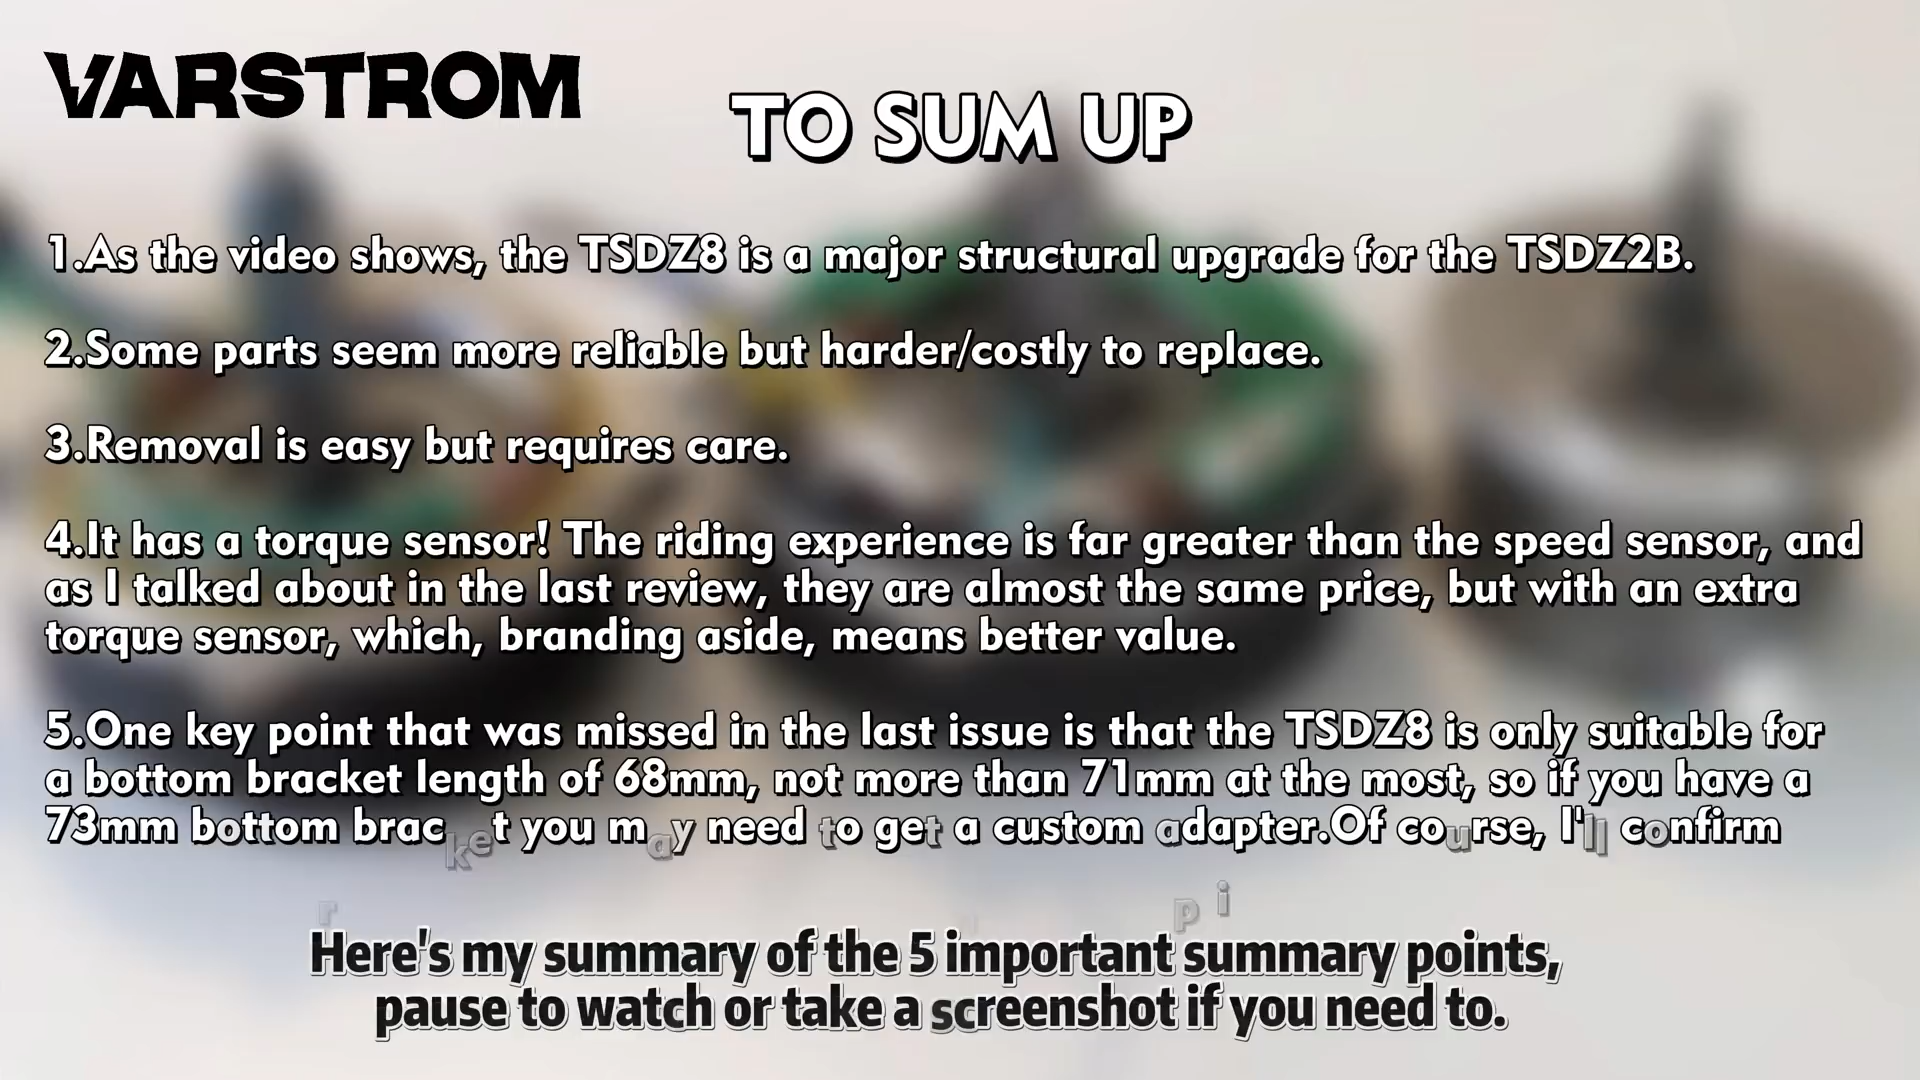 VARSTROM
TO SUM UP
1.As the video shows, the TSDZ8 is a major structural upgrade for the TSDZ2B.
2.Some parts seem more reliable but harder/costly to replace.
3.Removal is easy but requires care.
4.It has a torque sensor! The riding experience is far greater than the speed sensor, and
as I talked about in the last review, they are almost the same price, but with an extra
torque sensor, which, branding aside, means better value.
5.One key point that was missed in the last issue is that the TSDZ8 is only suitable for
a bottom bracket length of 68mm, not more than 71mm at the most, so if you have a
73mm bottom bracket you may need to get a custom adapter.Of course, I'll confirm
Here's my summary of the 5 important summary points,
pause to watch or take a screenshot if you need to.